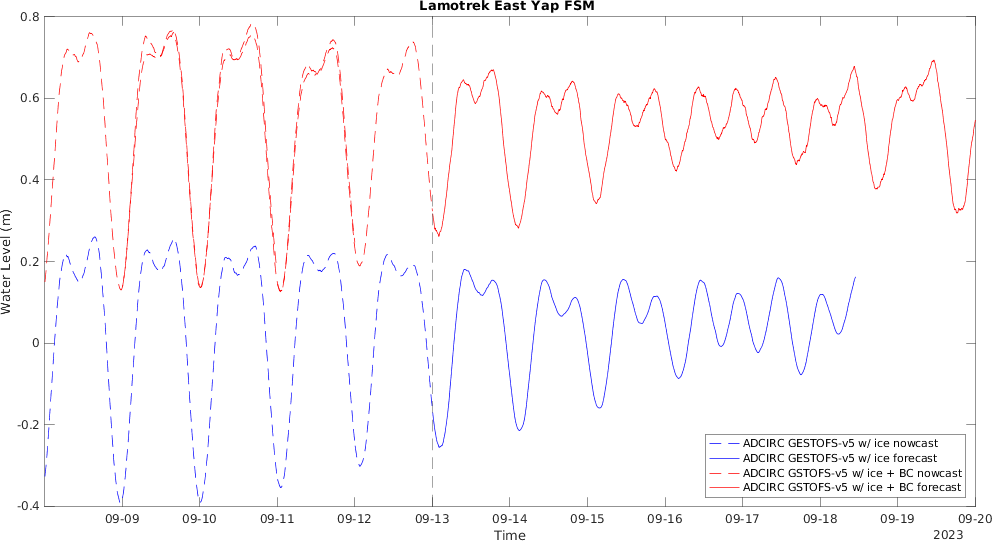 Lamotrek East Yap FSM
0.8
0.6
0.4
0.2
0
-0.2
-0.4
Water Level (m)
09-09
09-10
09-11
09-12
09-13
09-14
09-15
09-16
09-17
09-18
09-19
09-20
Time
2023
ADCIRC GESTOFS-v5 w/ ice nowcast
ADCIRC GESTOFS-v5 w/ ice forecast
ADCIRC GSTOFS-v5 w/ ice + BC nowcast
ADCIRC GSTOFS-v5 w/ ice + BC forecast